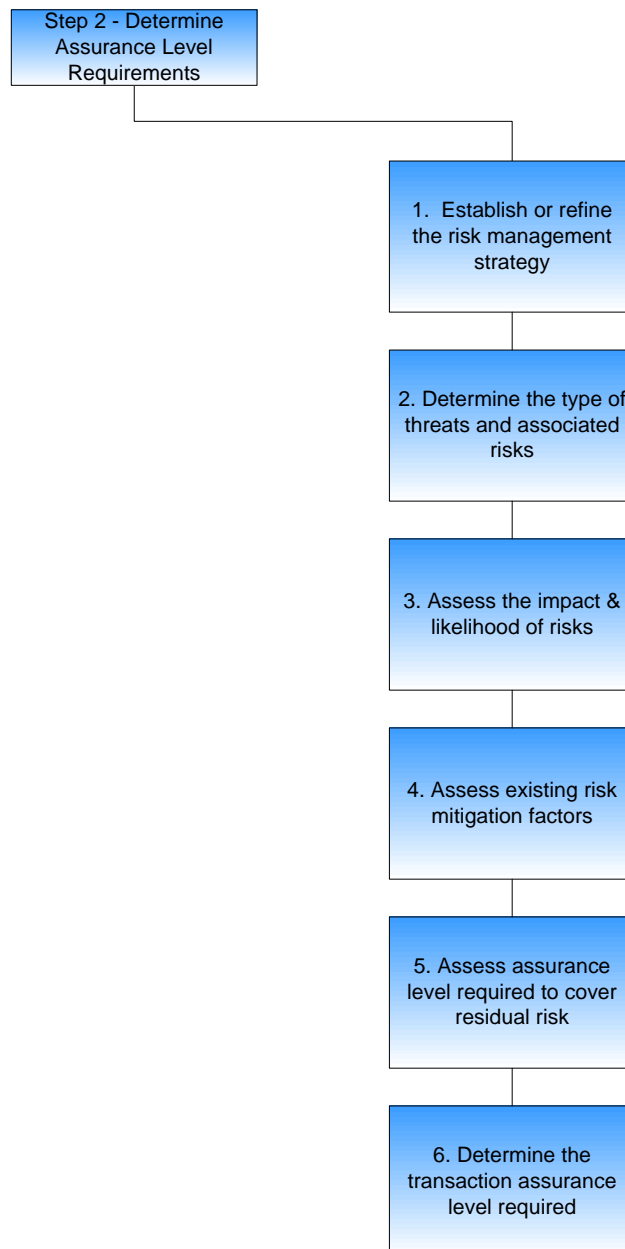 Step 2 - Determine
Assurance Level
Requirements
1.  Establish or refine
the risk management
strategy
2. Determine the type of
threats and associated
risks
3. Assess the impact &
likelihood of risks
4. Assess existing risk
mitigation factors
5. Assess assurance
level required to cover
residual risk
6. Determine the
transaction assurance
level required